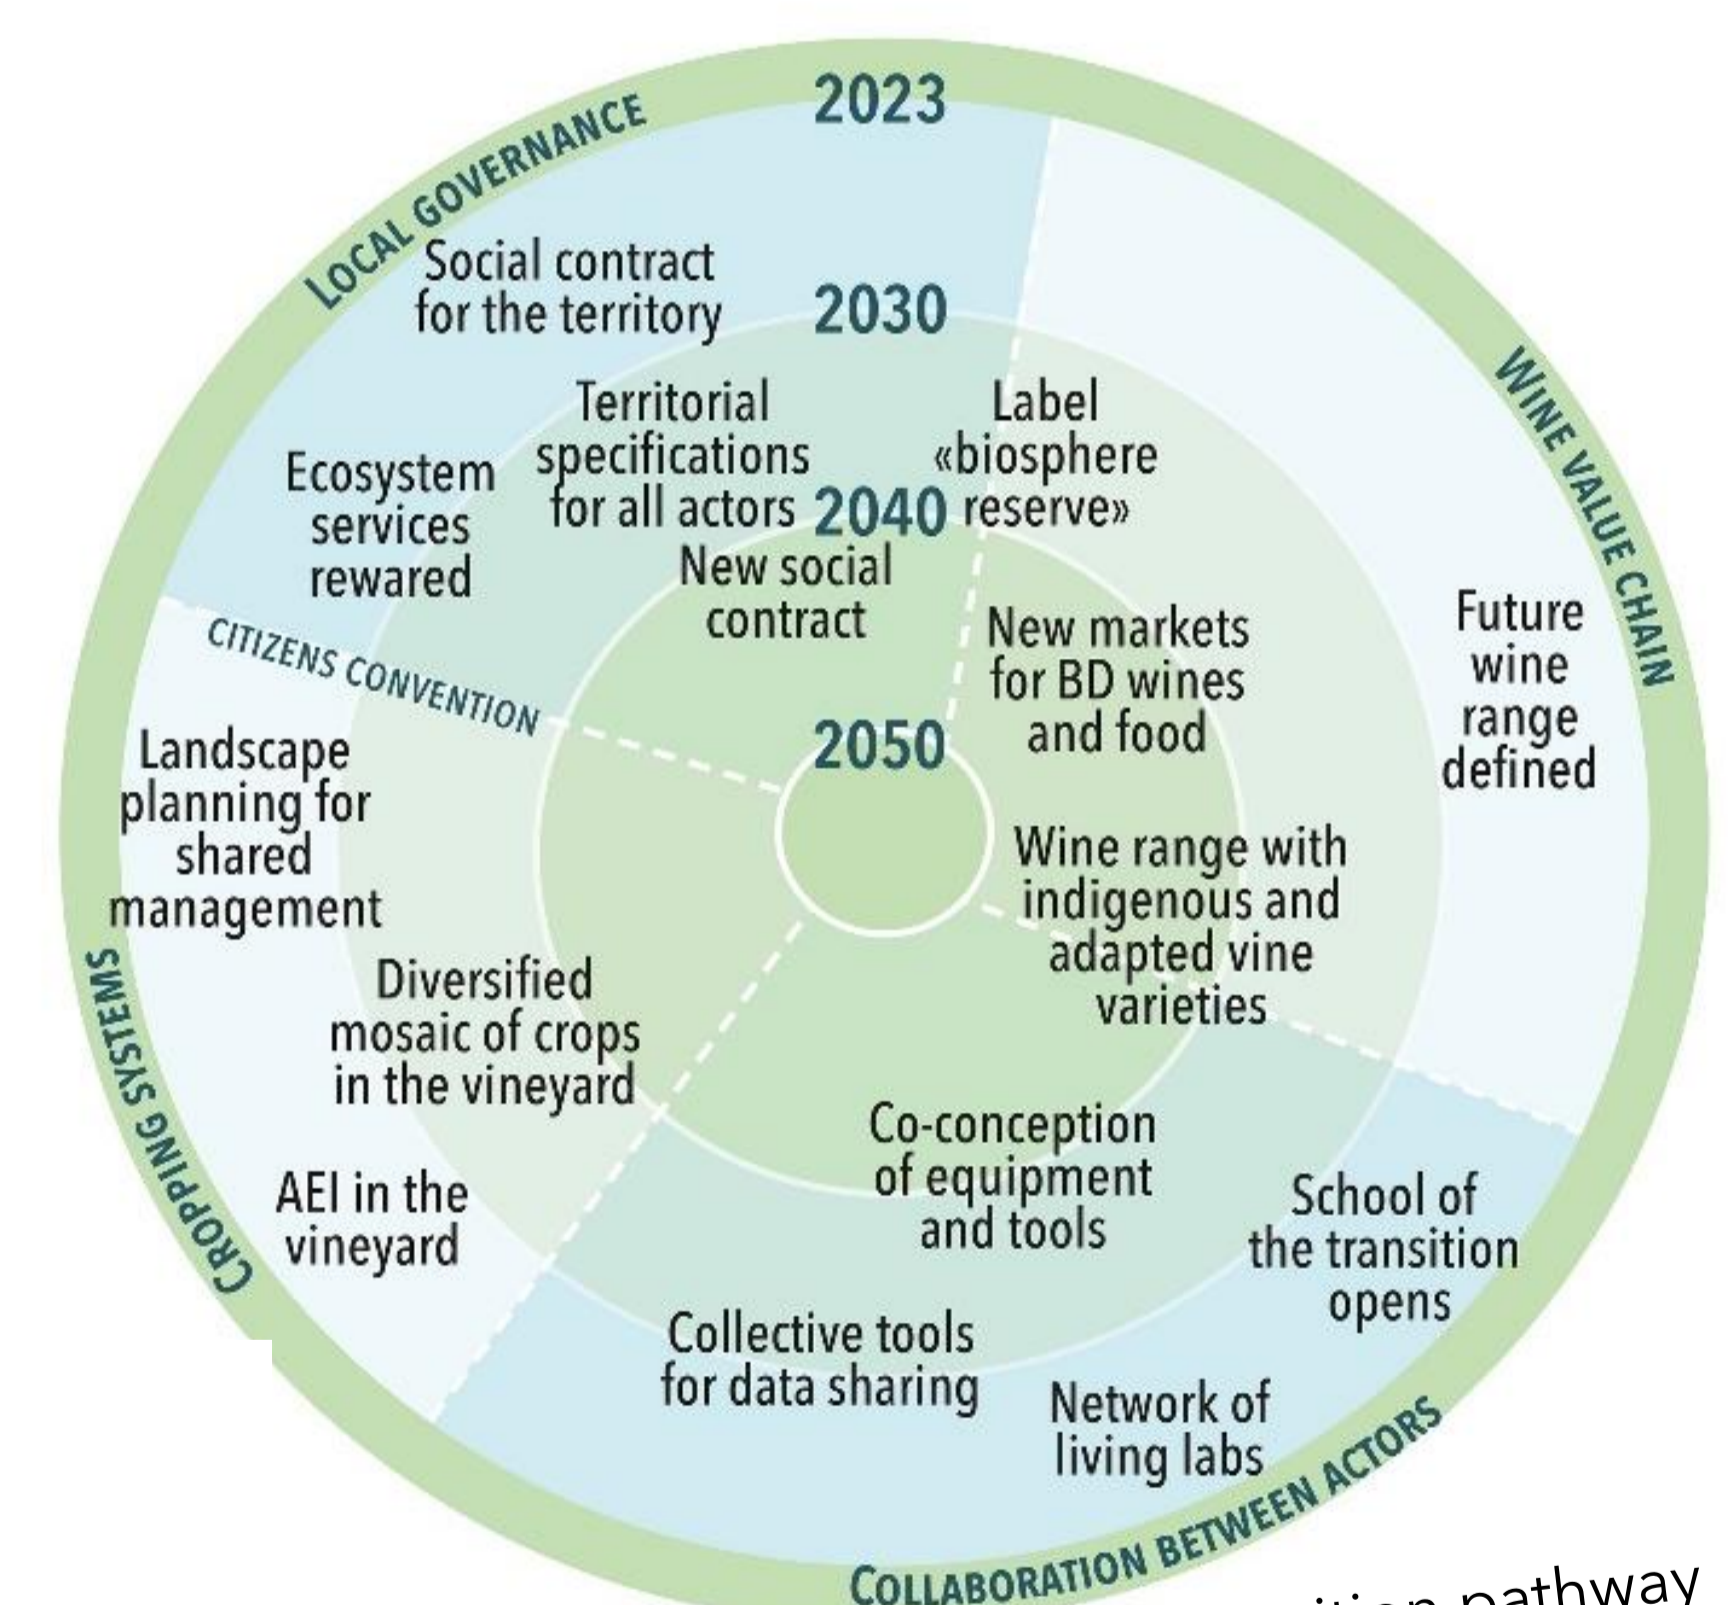 2023
LOCAL GOVERNANCE
Social contract
for the territory
2030
Territorial
specifications
for all actors
Label
«biosphere
reserve»
2040
Ecosystem
services
rewared
New social
contract
CITIZENS CONVENTION
WINE VALUE CHAIN
New markets
for BD wines
and food
Future
wine
range
defined
2050
Landscape
planning for
shared
management
Wine range with
indigenous and
adapted vine
varieties
CROPPING SYSTEMS
Diversified
mosaic of crops
in the vineyard
AEI in the
vineyard
Co-conception
of equipment
and tools
School of
the transition
opens
Collective tools
for data sharing
Network of
living labs
COLLABORATION BETWEEN ACTORS
pathway